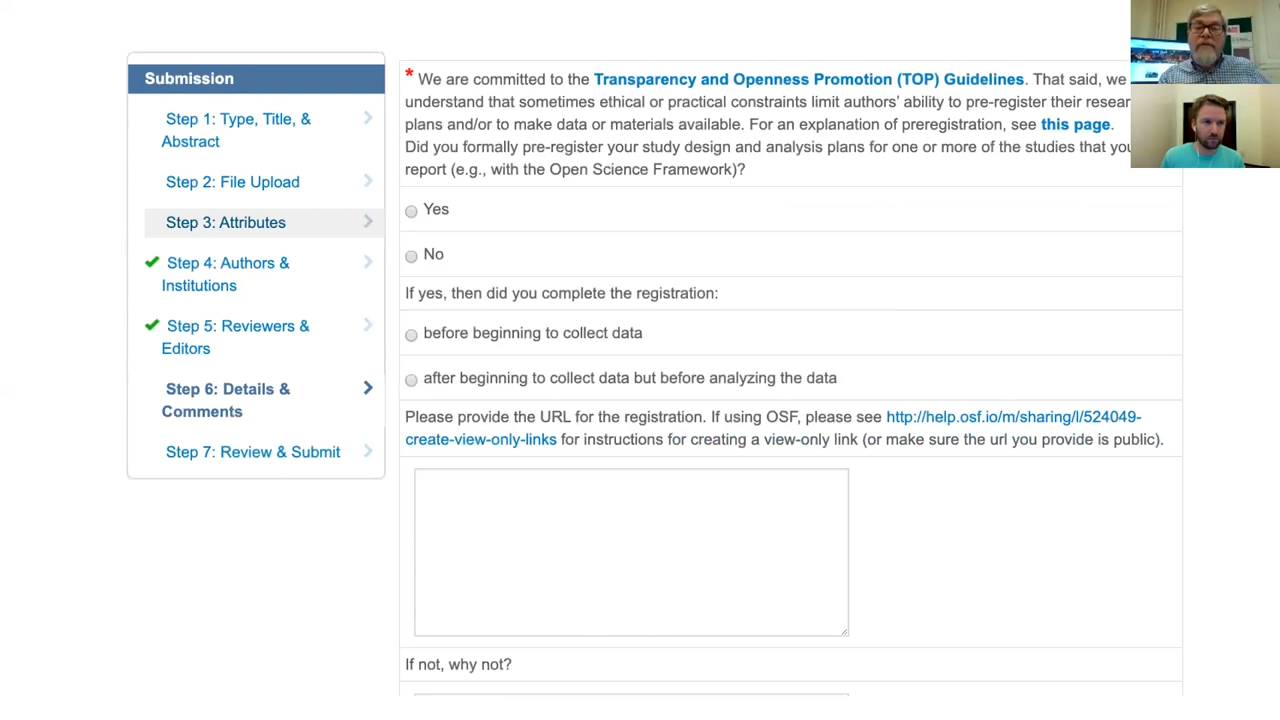 Submission
Step 1: Type, Title, &
Abstract
Step 2: File Upload
Step 3: Attributes
Step 4: Authors &
Institutions
Step 5: Reviewers &
Editors
Step 6: Details &
Comments
Step 7: Review & Submit
* We are committed to the Transparency and Openness Promotion (TOP) Guidelines. That said, we
understand that sometimes ethical or practical constraints limit authors' ability to pre-register their
plans and/or to make data or materials available. For an explanation of preregistration, see this page.
Did you formally pre-register your study design and analysis plans for one or more of the studies that you
report (e.g., with the Open Science Framework)?
Yes
No
If yes, then did you complete the registration:
before beginning to collect data
after beginning to collect data but before analyzing the data
Please provide the URL for the registration. If using OSF, please see http://help.osf.io/m/sharing/l/524049-
create-view-only-links for instructions for creating a view-only link (or make sure the url you provide is public).
If not, why not?